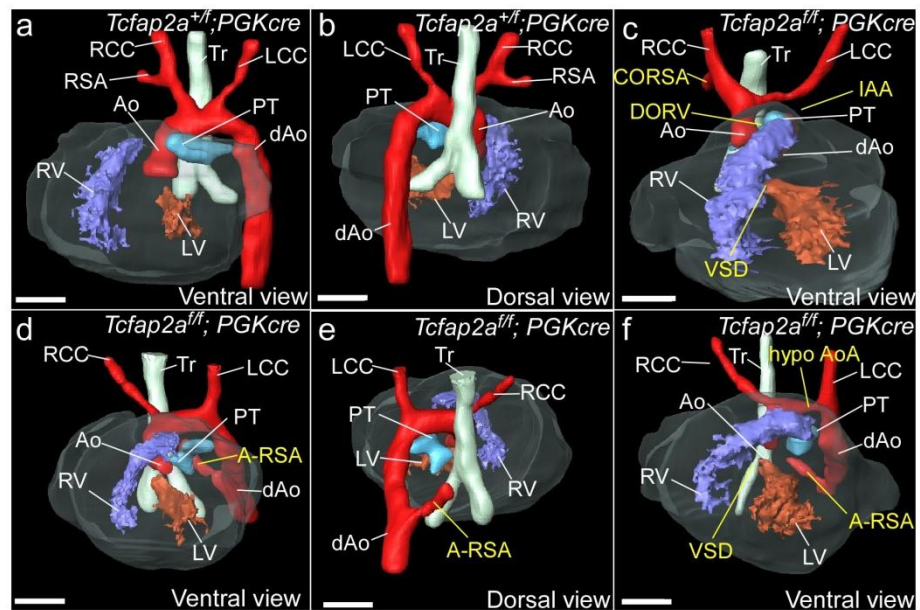 a Tcfap2a+/f;PGKcre
RCC
Tr
LCC
RSA
Ao
PT
dAo
RV
LV
Ventral view
b Tcfap2a+/f;PGKcre
LCC
Tr
RCC
RSA
PT
Ao
LV
RV
dAo
Dorsal view
c Tcfap2af/f; PGKcre
RCC
Tr
LCC
CORSA
IAA
DORV
PT
Ao
dAo
RV
VSD
LV
Ventral view
d Tcfap2af/f; PGKcre
RCC
Tr
LCC
PT
Ao
A-RSA
RV
dAo
LV
Ventral view
e Tcfap2af/f; PGKcre
Tr
LCC
RCC
PT
LV
RV
dAo
A-RSA
Dorsal view
f Tcfap2af/f; PGKcre
RCC
Tr
hypo AoA
LCC
Ao
PT
dAo
RV
A-RSA
VSD
LV
Ventral view